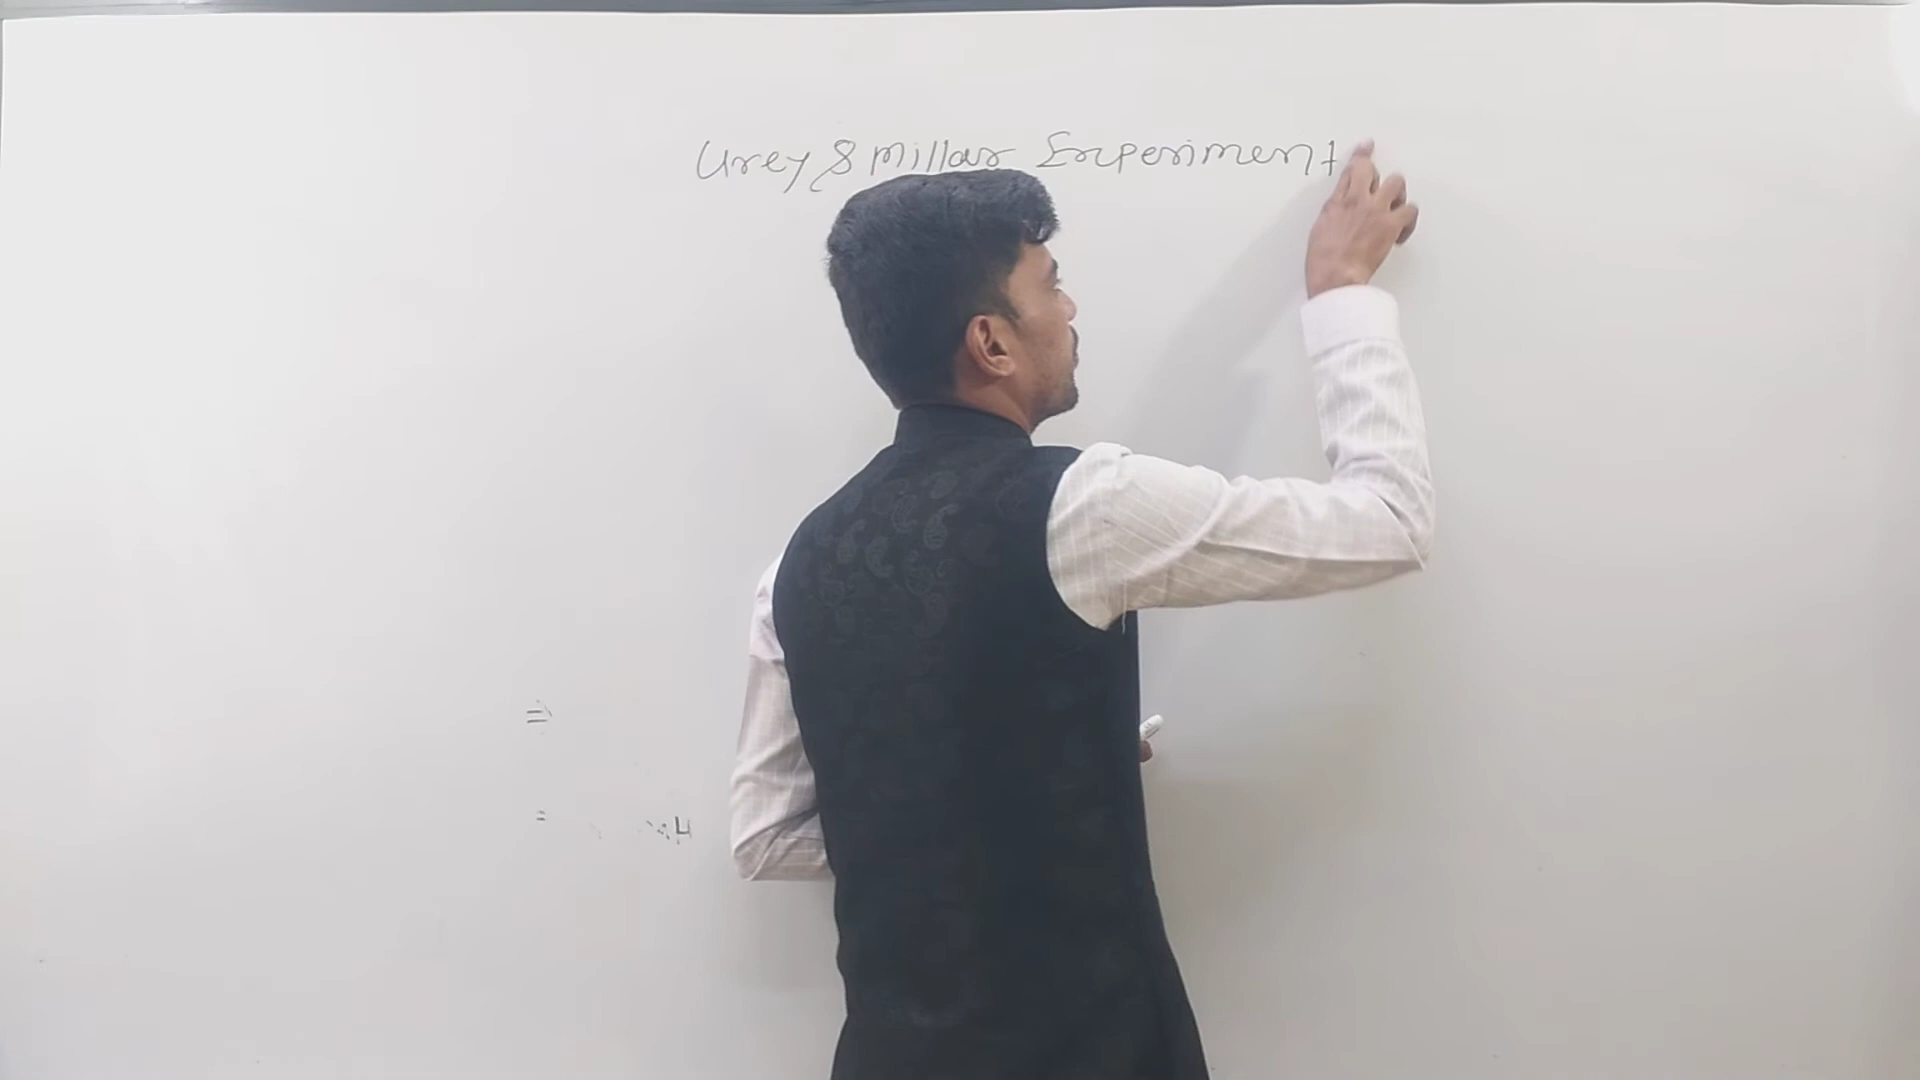 Urey & Millar Experiment
=
=